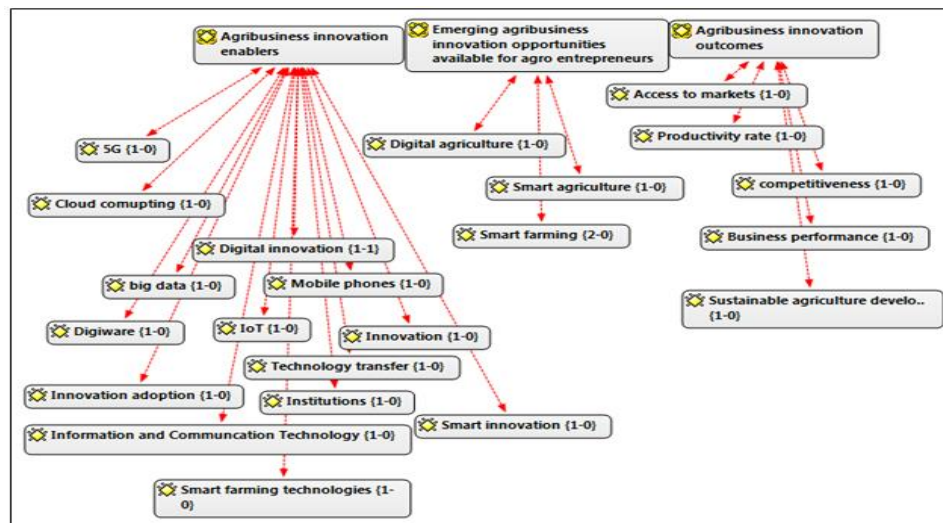 Agribusiness innovation
enablers
Emerging agribusiness
innovation opportunities
available for agro entrepreneurs
Agribusiness innovation
outcomes
Access to markets {1-0}
5G {1-0}
Digital agriculture {1-0}
Productivity rate {1-0}
Smart agriculture {1-0}
competitiveness {1-0}
Cloud comupting {1-0}
Smart farming {2-0}
Business performance {1-0}
Digital innovation {1-1}
big data {1-0}
Mobile phones {1-0}
Sustainable agriculture develo..
{1-0}
Digiware {1-0}
IoT {1-0}
Innovation {1-0}
Technology transfer {1-0}
Innovation adoption {1-0}
Institutions {1-0}
Smart innovation {1-0}
Information and Communcation Technology {1-0}
Smart farming technologies {1-
0}